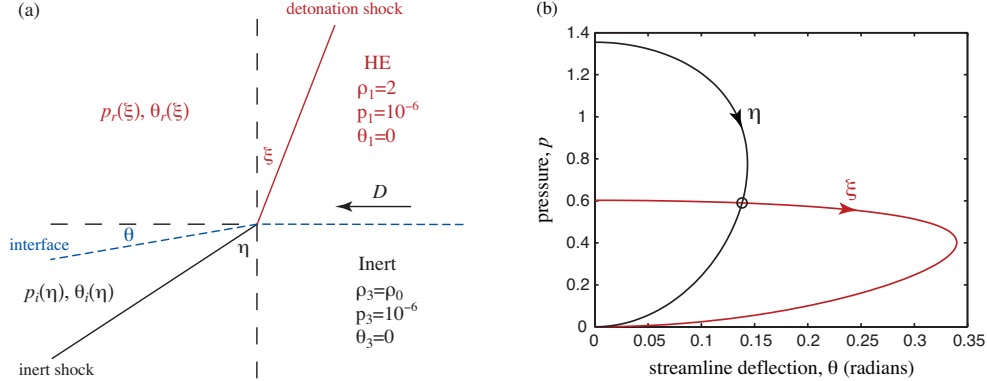 (a)
detonation shock
HE
ρ₁=2
p₁=10⁻⁶
θ₁=0
pᵣ(ξ), θᵣ(ξ)
ξ
D
interface
θ
η
Inert
ρ₃=ρ₀
p₃=10⁻⁶
θ₃=0
pᵢ(η), θᵢ(η)
inert shock
(b)
1.4
1.2
1
0.8
0.6
0.4
0.2
0
pressure, p
η
ξ
0 0.05 0.1 0.15 0.2 0.25 0.3 0.35
streamline deflection, θ (radians)